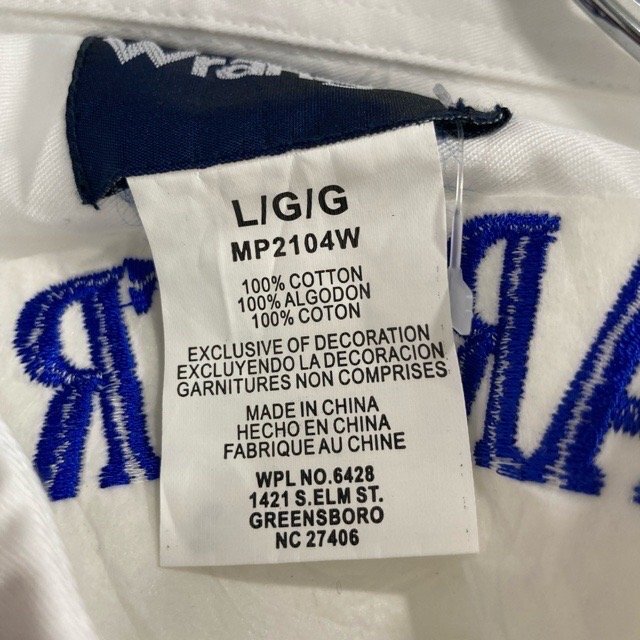 Wrang
L/G/G
MP2104W
100% COTTON
100% ALGODON
100% COTON
EXCLUSIVE OF DECORATION
EXCLUYENDO LA DECORACION
GARNITURES NON COMPRISES
MADE IN CHINA
HECHO EN CHINA
FABRIQUE AU CHINE
WPL NO.6428
1421 S.ELM ST.
GREENSBORO
NC 27406